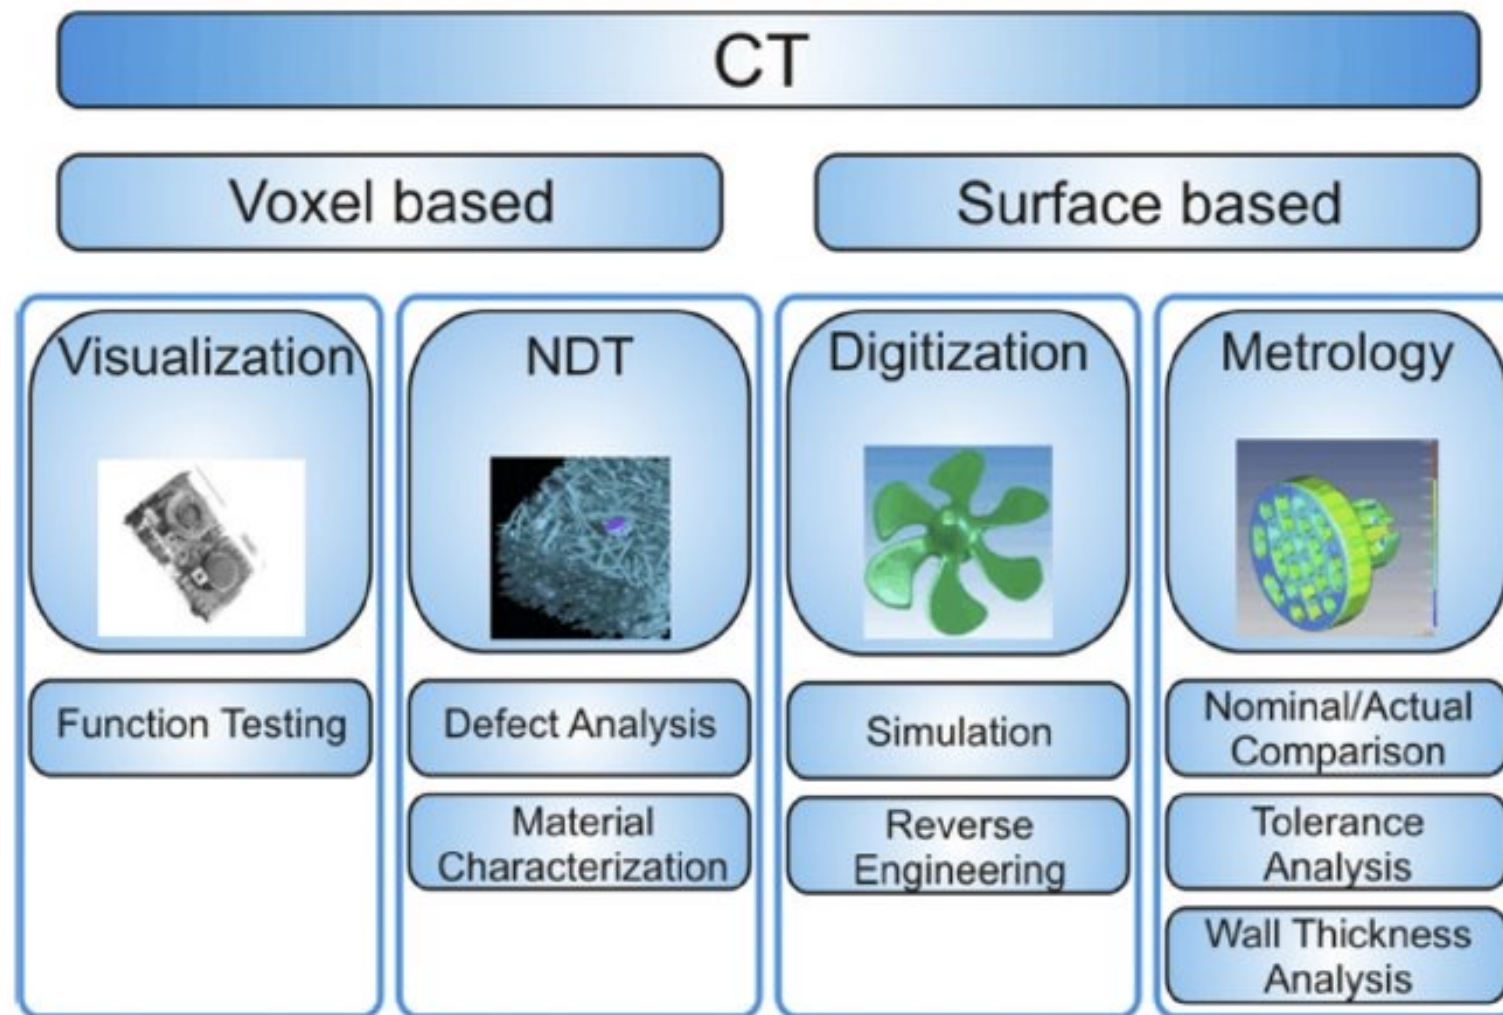 CT
Voxel based
Surface based
Visualization
NDT
Digitization
Metrology
Function Testing
Defect Analysis
Material
Characterization
Simulation
Reverse
Engineering
Nominal/Actual
Comparison
Tolerance
Analysis
Wall Thickness
Analysis